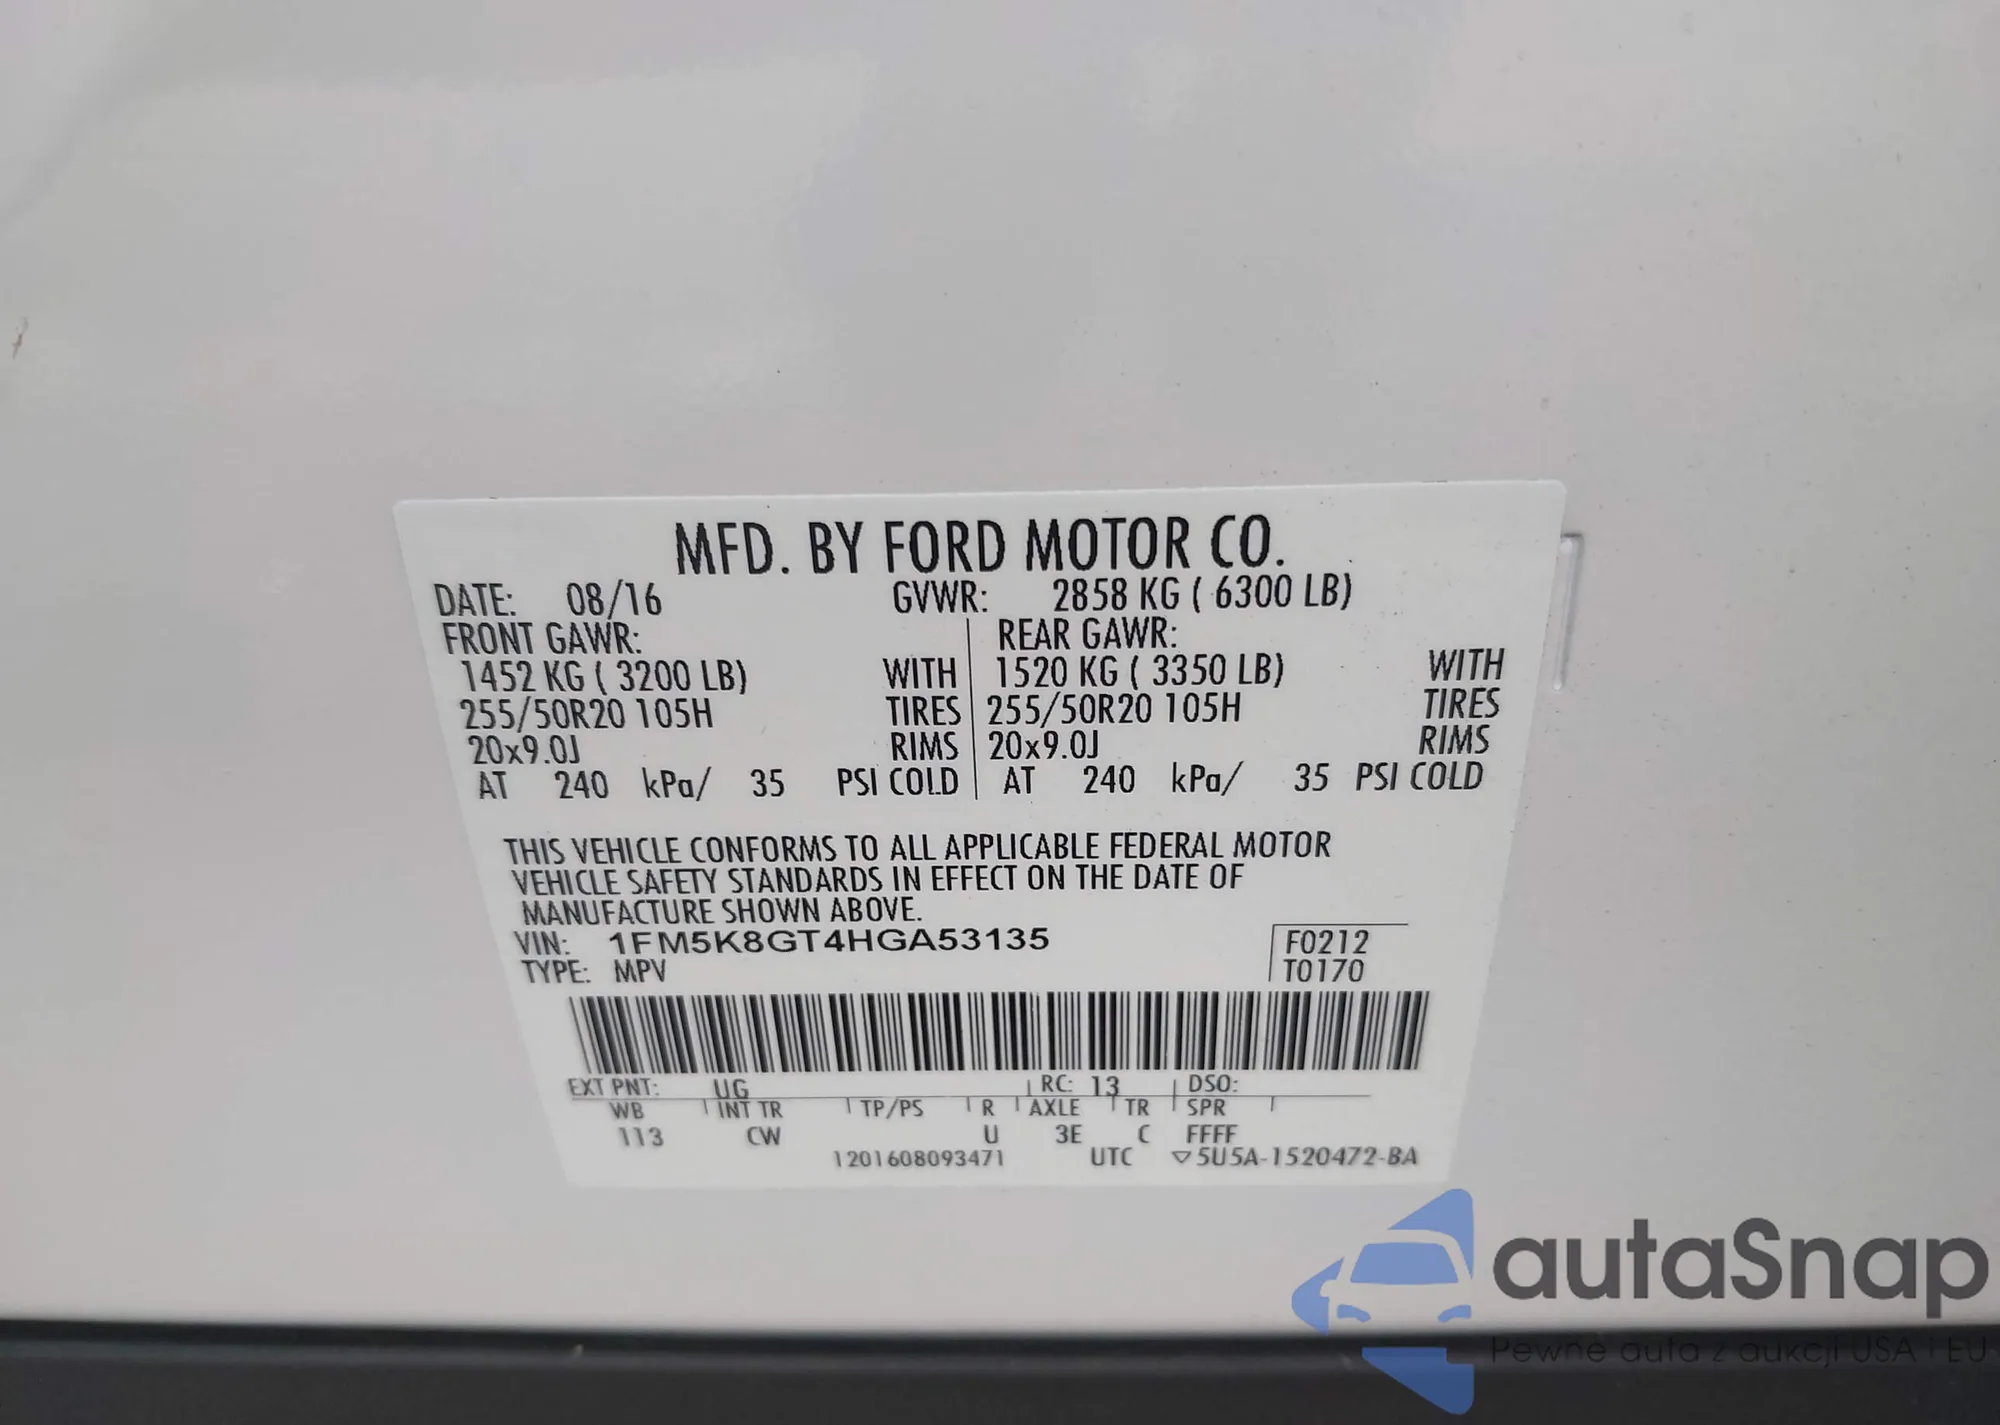 MFD. BY FORD MOTOR CO.
DATE: 08/16 GVWR: 2858 KG ( 6300 LB)
FRONT GAWR: REAR GAWR:
1452 KG ( 3200 LB) WITH 1520 KG ( 3350 LB) WITH
255/50R20 105H TIRES 255/50R20 105H TIRES
20x9.0J RIMS 20x9.0J RIMS
AT 240 kPa/ 35 PSI COLD AT 240 kPa/ 35 PSI COLD
THIS VEHICLE CONFORMS TO ALL APPLICABLE FEDERAL MOTOR
VEHICLE SAFETY STANDARDS IN EFFECT ON THE DATE OF
MANUFACTURE SHOWN ABOVE.
VIN: 1FM5K8GT4HGA53135 F0212
TYPE: MPV T0170
EXT PNT: UG RC: 13 DSO:
WB INT TR TP/PS R AXLE TR SPR
113 CW U 3E C FFFF
1201608093471 UTC ▽5U5A-1520472-BA
autaSnap
Pewne auta z aukcji USA i EU